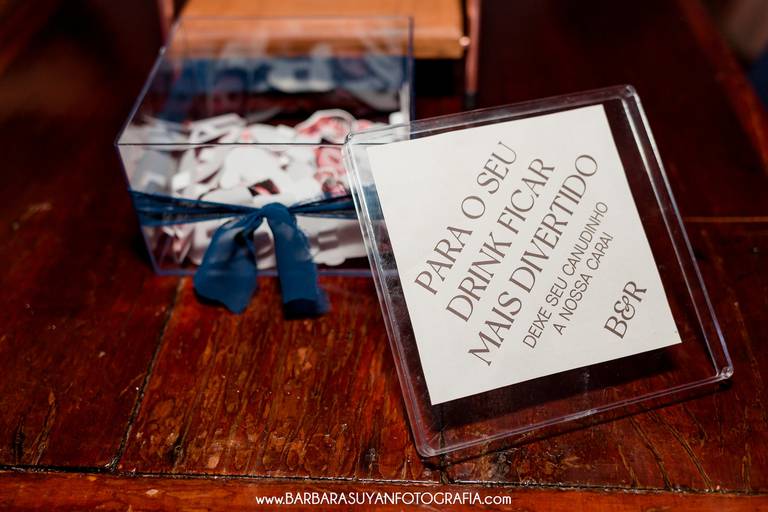 PARA O SEU
DRINK FICAR
MAIS DIVERTIDO
DEIXE SEU CANUDINHO
A NOSSA CARA!
B&R
www.BARBARASUYANFOTOGRAFIA.com